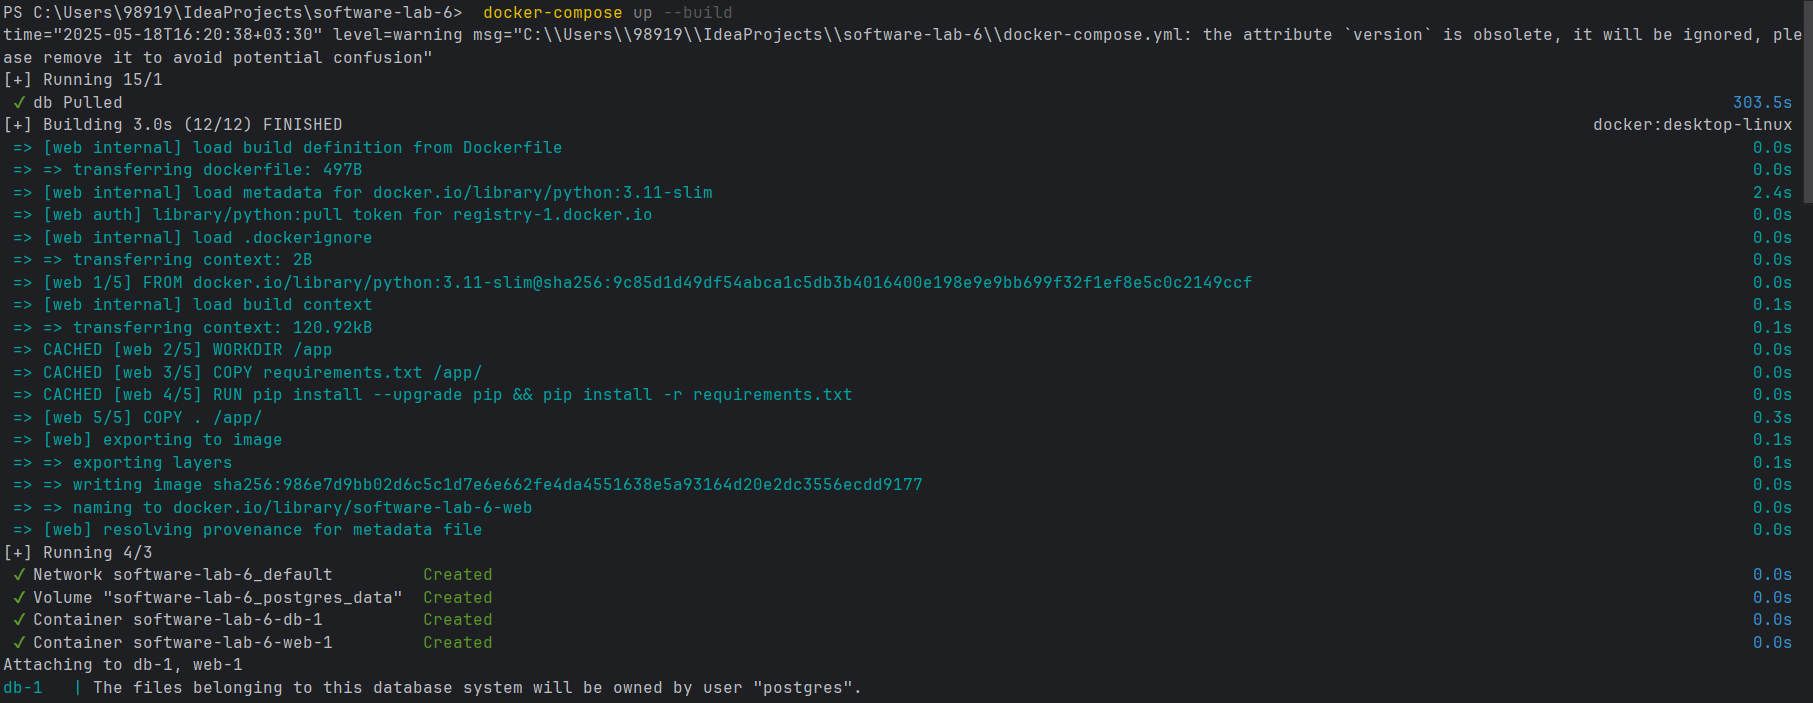 PS C:\Users\98919\IdeaProjects\software-lab-6>  docker-compose up --build
time="2025-05-18T16:20:38+03:30" level=warning msg="C:\\Users\\98919\\IdeaProjects\\software-lab-6\\docker-compose.yml: the attribute `version` is obsolete, it will be ignored, ple
ase remove it to avoid potential confusion"
[+] Running 15/1
 ✓ db Pulled 303.5s
[+] Building 3.0s (12/12) FINISHED docker:desktop-linux
 => [web internal] load build definition from Dockerfile 0.0s
 => => transferring dockerfile: 497B 0.0s
 => [web internal] load metadata for docker.io/library/python:3.11-slim 2.4s
 => [web auth] library/python:pull token for registry-1.docker.io 0.0s
 => [web internal] load .dockerignore 0.0s
 => => transferring context: 2B 0.0s
 => [web 1/5] FROM docker.io/library/python:3.11-slim@sha256:9c85d1d49df54abca1c5db3b4016400e198e9e9bb699f32f1ef8e5c0c2149ccf 0.0s
 => [web internal] load build context 0.1s
 => => transferring context: 120.92kB 0.1s
 => CACHED [web 2/5] WORKDIR /app 0.0s
 => CACHED [web 3/5] COPY requirements.txt /app/ 0.0s
 => CACHED [web 4/5] RUN pip install --upgrade pip && pip install -r requirements.txt 0.0s
 => [web 5/5] COPY . /app/ 0.3s
 => [web] exporting to image 0.1s
 => => exporting layers 0.1s
 => => writing image sha256:986e7d9bb02d6c5c1d7e6e662fe4da4551638e5a93164d20e2dc3556ecdd9177 0.0s
 => => naming to docker.io/library/software-lab-6-web 0.0s
 => [web] resolving provenance for metadata file 0.0s
[+] Running 4/3
 ✓ Network software-lab-6_default Created 0.0s
 ✓ Volume "software-lab-6_postgres_data" Created 0.0s
 ✓ Container software-lab-6-db-1 Created 0.0s
 ✓ Container software-lab-6-web-1 Created 0.0s
Attaching to db-1, web-1
db-1   | The files belonging to this database system will be owned by user "postgres".